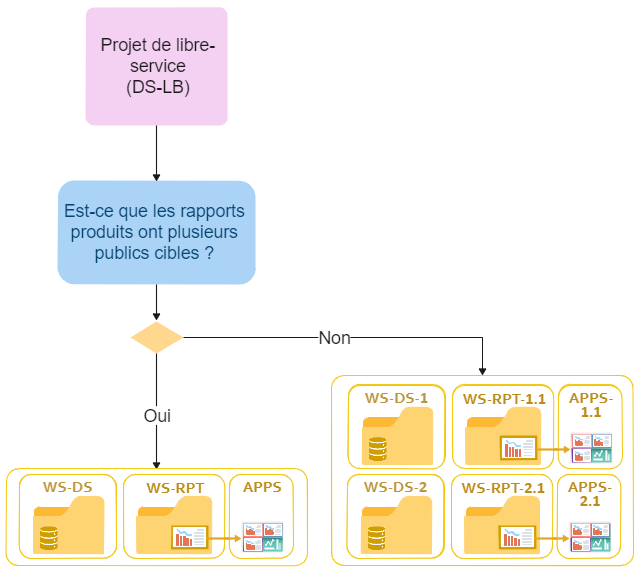 Projet de libre-
service
(DS-LB)
Est-ce que les rapports
produits ont plusieurs
publics cibles ?
Non
Oui
WS-DS-1
WS-RPT-1.1
APPS-
1.1
WS-DS
WS-RPT
APPS
WS-DS-2
WS-RPT-2.1
APPS-
2.1